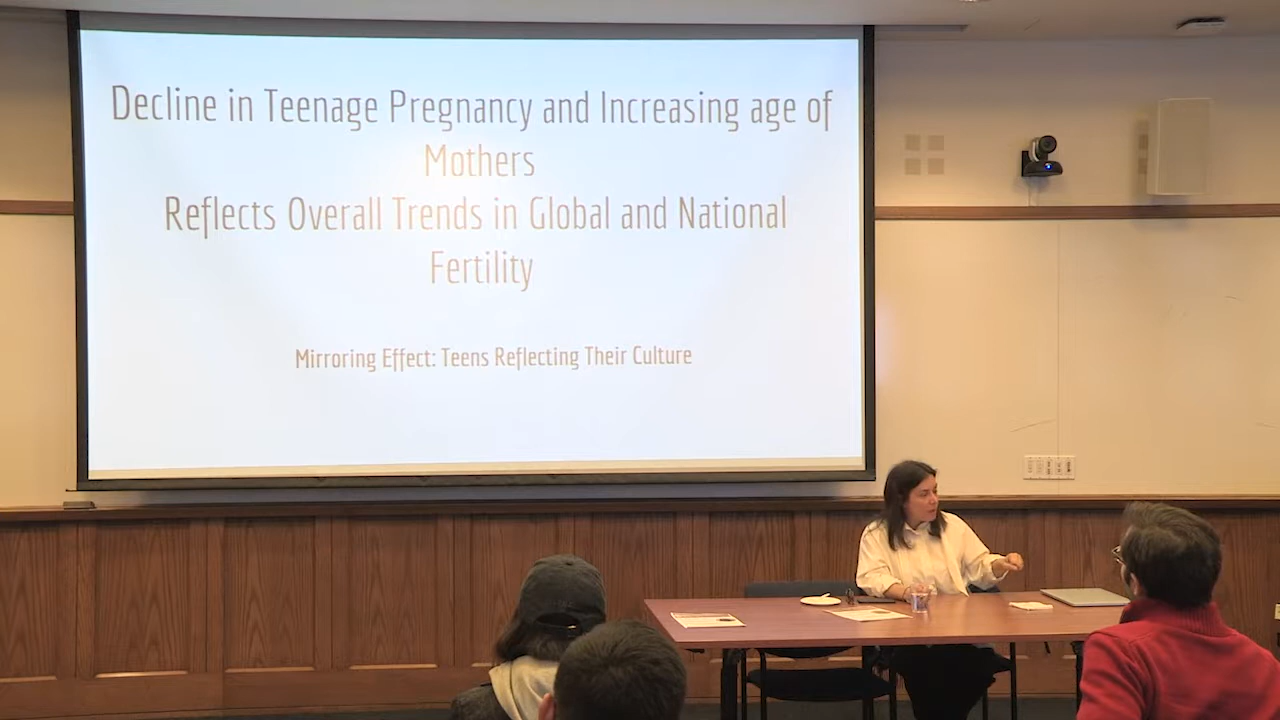 Decline in Teenage Pregnancy and Increasing age of
Mothers
Reflects Overall Trends in Global and National
Fertility
Mirroring Effect: Teens Reflecting Their Culture